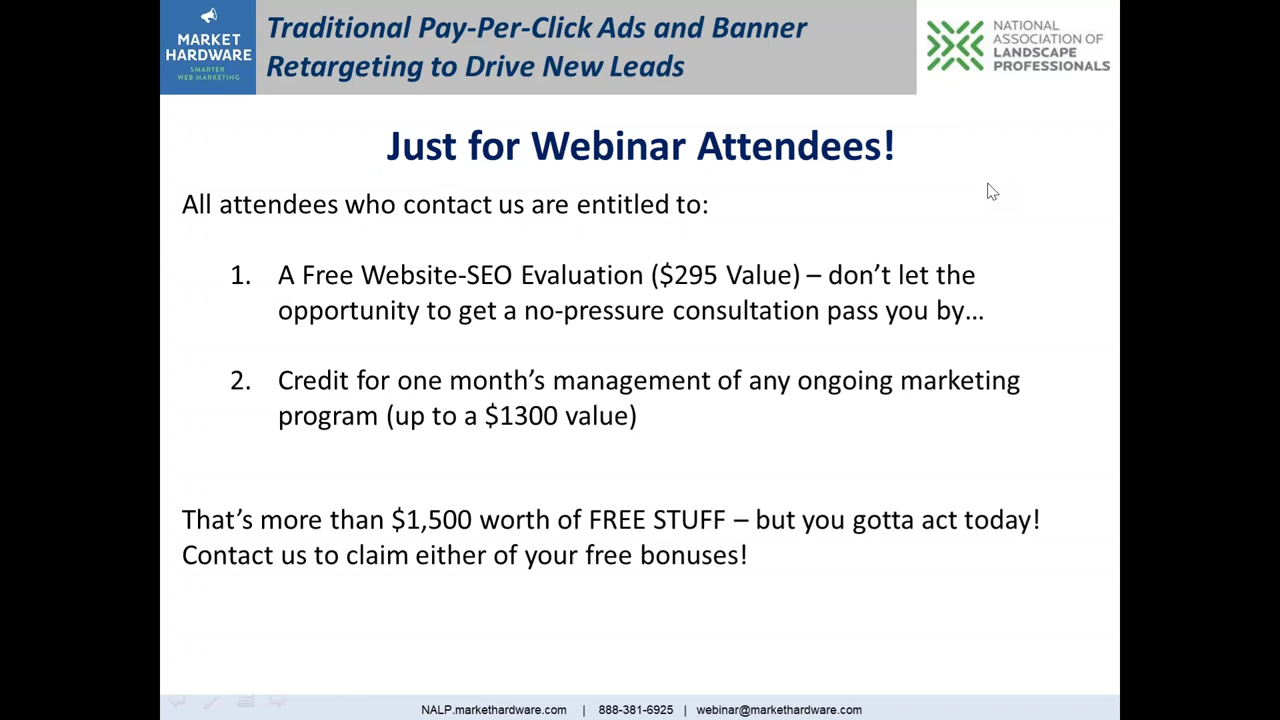 MARKET
HARDWARE
SMARTER
WEB MARKETING
Traditional Pay-Per-Click Ads and Banner
Retargeting to Drive New Leads
NATIONAL
ASSOCIATION OF
LANDSCAPE
PROFESSIONALS
Just for Webinar Attendees!
All attendees who contact us are entitled to:
1. A Free Website-SEO Evaluation ($295 Value) – don’t let the
opportunity to get a no-pressure consultation pass you by…
2. Credit for one month’s management of any ongoing marketing
program (up to a $1300 value)
That’s more than $1,500 worth of FREE STUFF – but you gotta act today!
Contact us to claim either of your free bonuses!
NALP.markethardware.com | 888-381-6925 | webinar@markethardware.com